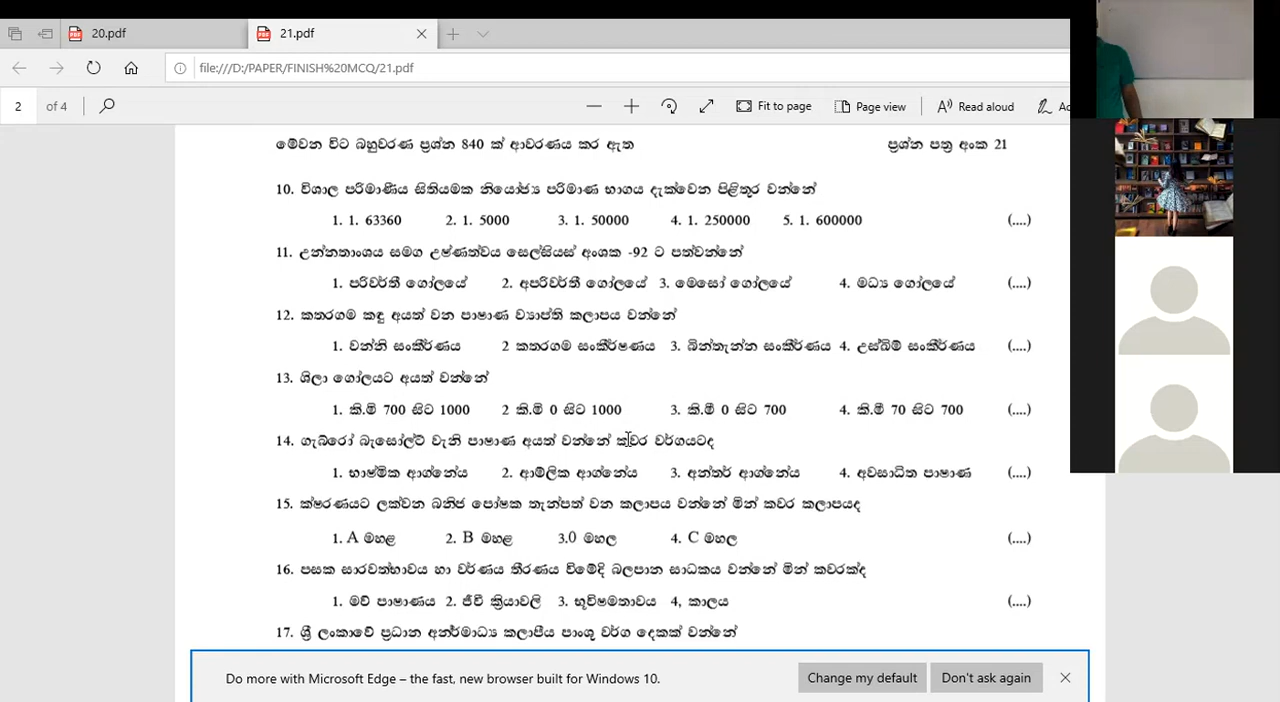 20.pdf
21.pdf
file:///D:/PAPER/FINISH%20MCQ/21.pdf
2 of 4
Fit to page
Page view
Read aloud
මේවන විට බහුවරණ ප්‍රශ්න 840 ක් ආවරණය කර ඇත ප්‍රශ්න පත්‍ර අංක 21
10. විශාල පරිමාණීය සිතියමක නියෝජ්‍ය පරිමාණ භාගය දැක්වෙන පිළිතුර වන්නේ
1. 1. 63360 2. 1. 5000 3. 1. 50000 4. 1. 250000 5. 1. 600000 (....)
11. උන්නතාංශය සමග උෂ්ණත්වය සෙල්සියස් අංශක -92 ට පත්වන්නේ
1. පරිවර්තී ගෝලයේ 2. අපරිවර්තී ගෝලයේ 3. මෙසෝ ගෝලයේ 4. මධ්‍ය ගෝලයේ (....)
12. කතරගම කඳු අයත් වන පාෂාණ ව්‍යාප්ති කලාපය වන්නේ
1. වන්නි සංකීර්ණය 2 කතරගම සංකීර්ෂණය 3. බින්තැන්න සංකීර්ණය 4. උස්බිම් සංකීර්ණය (....)
13. ශිලා ගෝලයට අයත් වන්නේ
1. කි.මි 700 සිට 1000 2 කි.මි 0 සිට 1000 3. කි.මී 0 සිට 700 4. කි.මී 70 සිට 700 (....)
14. ගැබ්රෝ බැසෝල්ට් වැනි පාෂාණ අයත් වන්නේ කවර වර්ගයටද
1. භාෂ්මික ආග්නේය 2. ආම්ලික ආග්නේය 3. අන්තර් ආග්නේය 4. අවසාධිත පාෂාණ (....)
15. ක්ෂරණයට ලක්වන ඛනිජ පෝෂක තැන්පත් වන කලාපය වන්නේ මින් කවර කලාපයද
1. A මහළ 2. B මහළ 3.0 මහල 4. C මහල (....)
16. පසක සාරවත්භාවය හා වර්ණය තීරණය වීමේදී බලපාන සාධකය වන්නේ මින් කවරක්ද
1. මව් පාෂාණය 2. ජීවී ක්‍රියාවලි 3. භූවිෂමතාවය 4, කාලය (....)
17. ශ්‍රී ලංකාවේ ප්‍රධාන අන්ර්මාධ්‍ය කලාපීය පාංශු වර්ග දෙකක් වන්නේ
Do more with Microsoft Edge – the fast, new browser built for Windows 10.
Change my default
Don't ask again